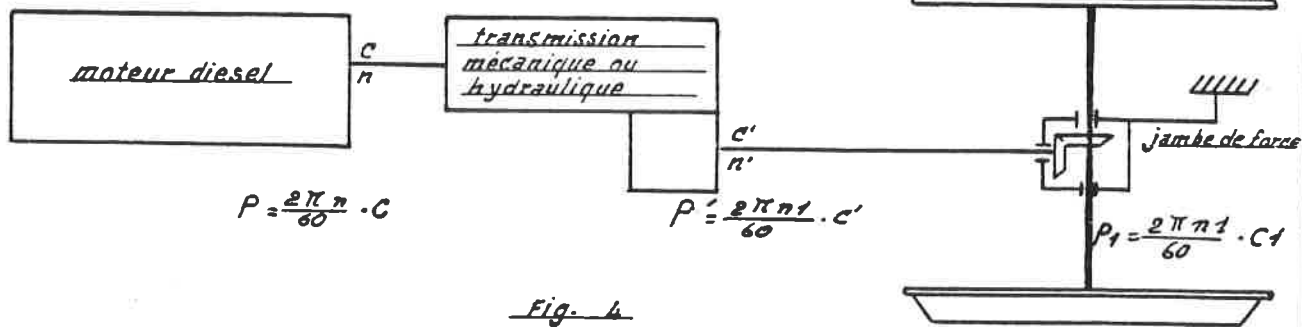 moteur diesel
C
n
transmission
mécanique ou
hydraulique
C'
n'
jambe de force
P = 2πn/60 · C
P' = 2πn1/60 · C'
P1 = 2πn1/60 · C1
Fig. 4